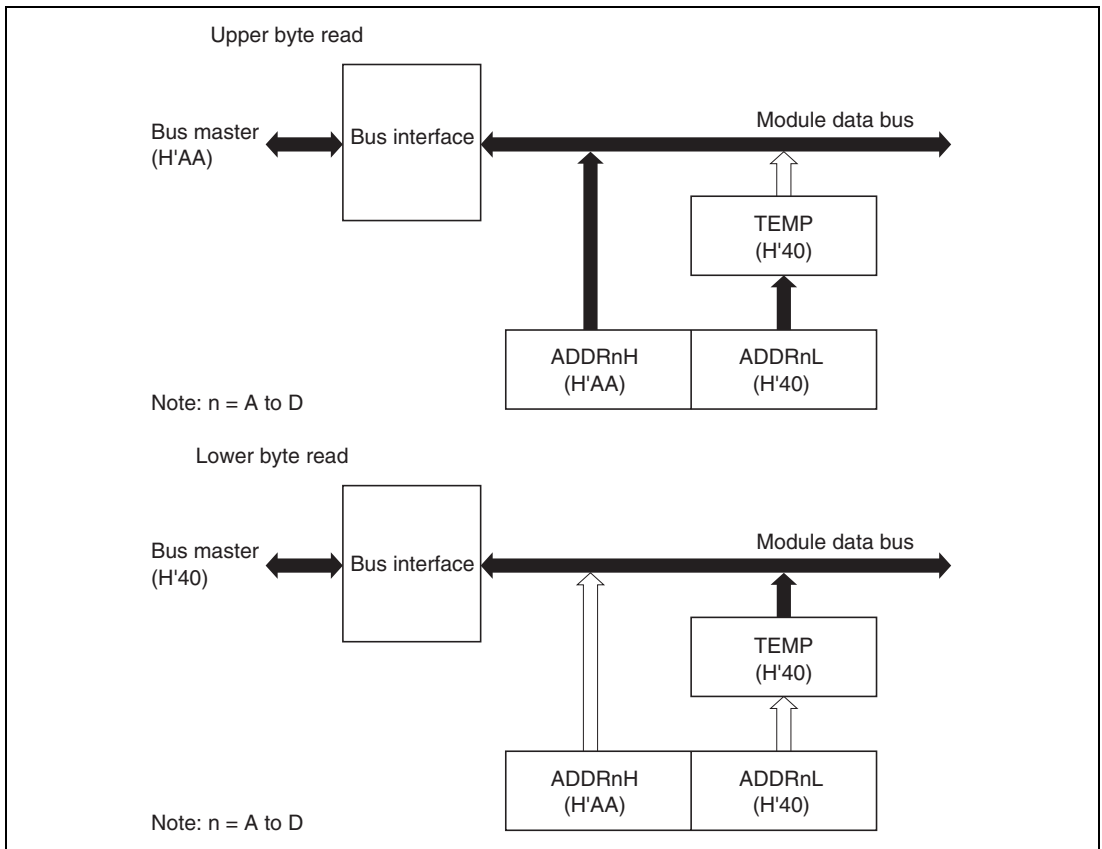 Upper byte read
Bus master
(H'AA)
Bus interface
Module data bus
TEMP
(H'40)
ADDRnH
(H'AA)
ADDRnL
(H'40)
Note: n = A to D
Lower byte read
Bus master
(H'40)
Bus interface
Module data bus
TEMP
(H'40)
ADDRnH
(H'AA)
ADDRnL
(H'40)
Note: n = A to D